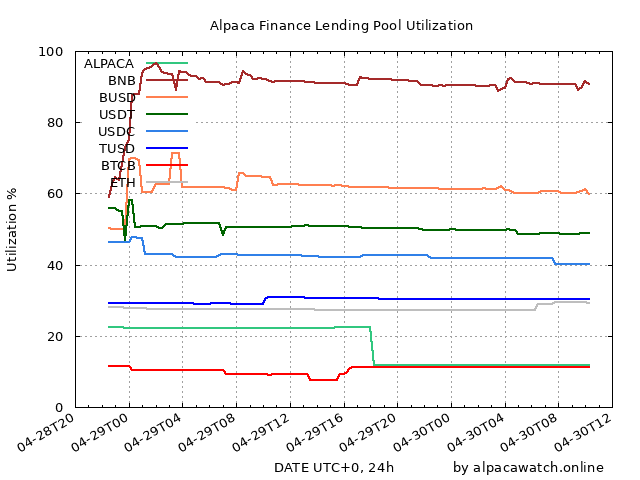 Alpaca Finance Lending Pool Utilization
Utilization %
100
80
60
40
20
0
ALPACA
BNB
BUSD
USDT
USDC
TUSD
BTCB
ETH
04-28T20
04-29T00
04-29T04
04-29T08
04-29T12
04-29T16
04-29T20
04-30T00
04-30T04
04-30T08
04-30T12
DATE UTC+0, 24h
by alpacawatch.online